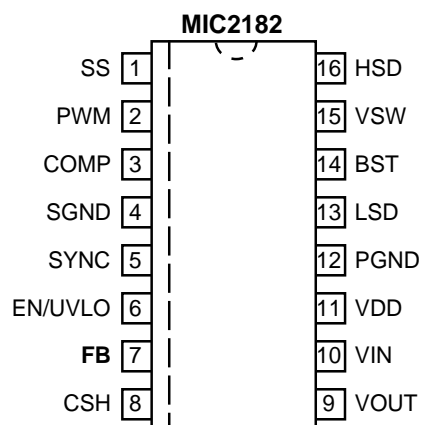 MIC2182
SS 1 16 HSD
PWM 2 15 VSW
COMP 3 14 BST
SGND 4 13 LSD
SYNC 5 12 PGND
EN/UVLO 6 11 VDD
FB 7 10 VIN
CSH 8 9 VOUT